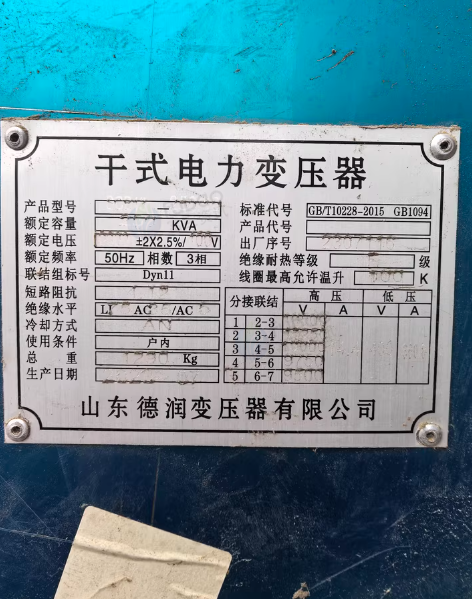 干式电力变压器
产品型号 —
额定容量 KVA
额定电压 ±2X2.5%/ V
额定频率 50Hz 相数 3相
联结组标号 Dyn11
短路阻抗
绝缘水平 LI AC /AC
冷却方式 AN
使用条件 户内
总重 Kg
生产日期
标准代号 GB/T10228-2015 GB1094
产品代号
出厂序号
绝缘耐热等级 级
线圈最高允许温升 100 K
分接联结 高压 低压
V A V A
1 2-3
2 3-4
3 4-5
4 5-6
5 6-7
山东德润变压器有限公司